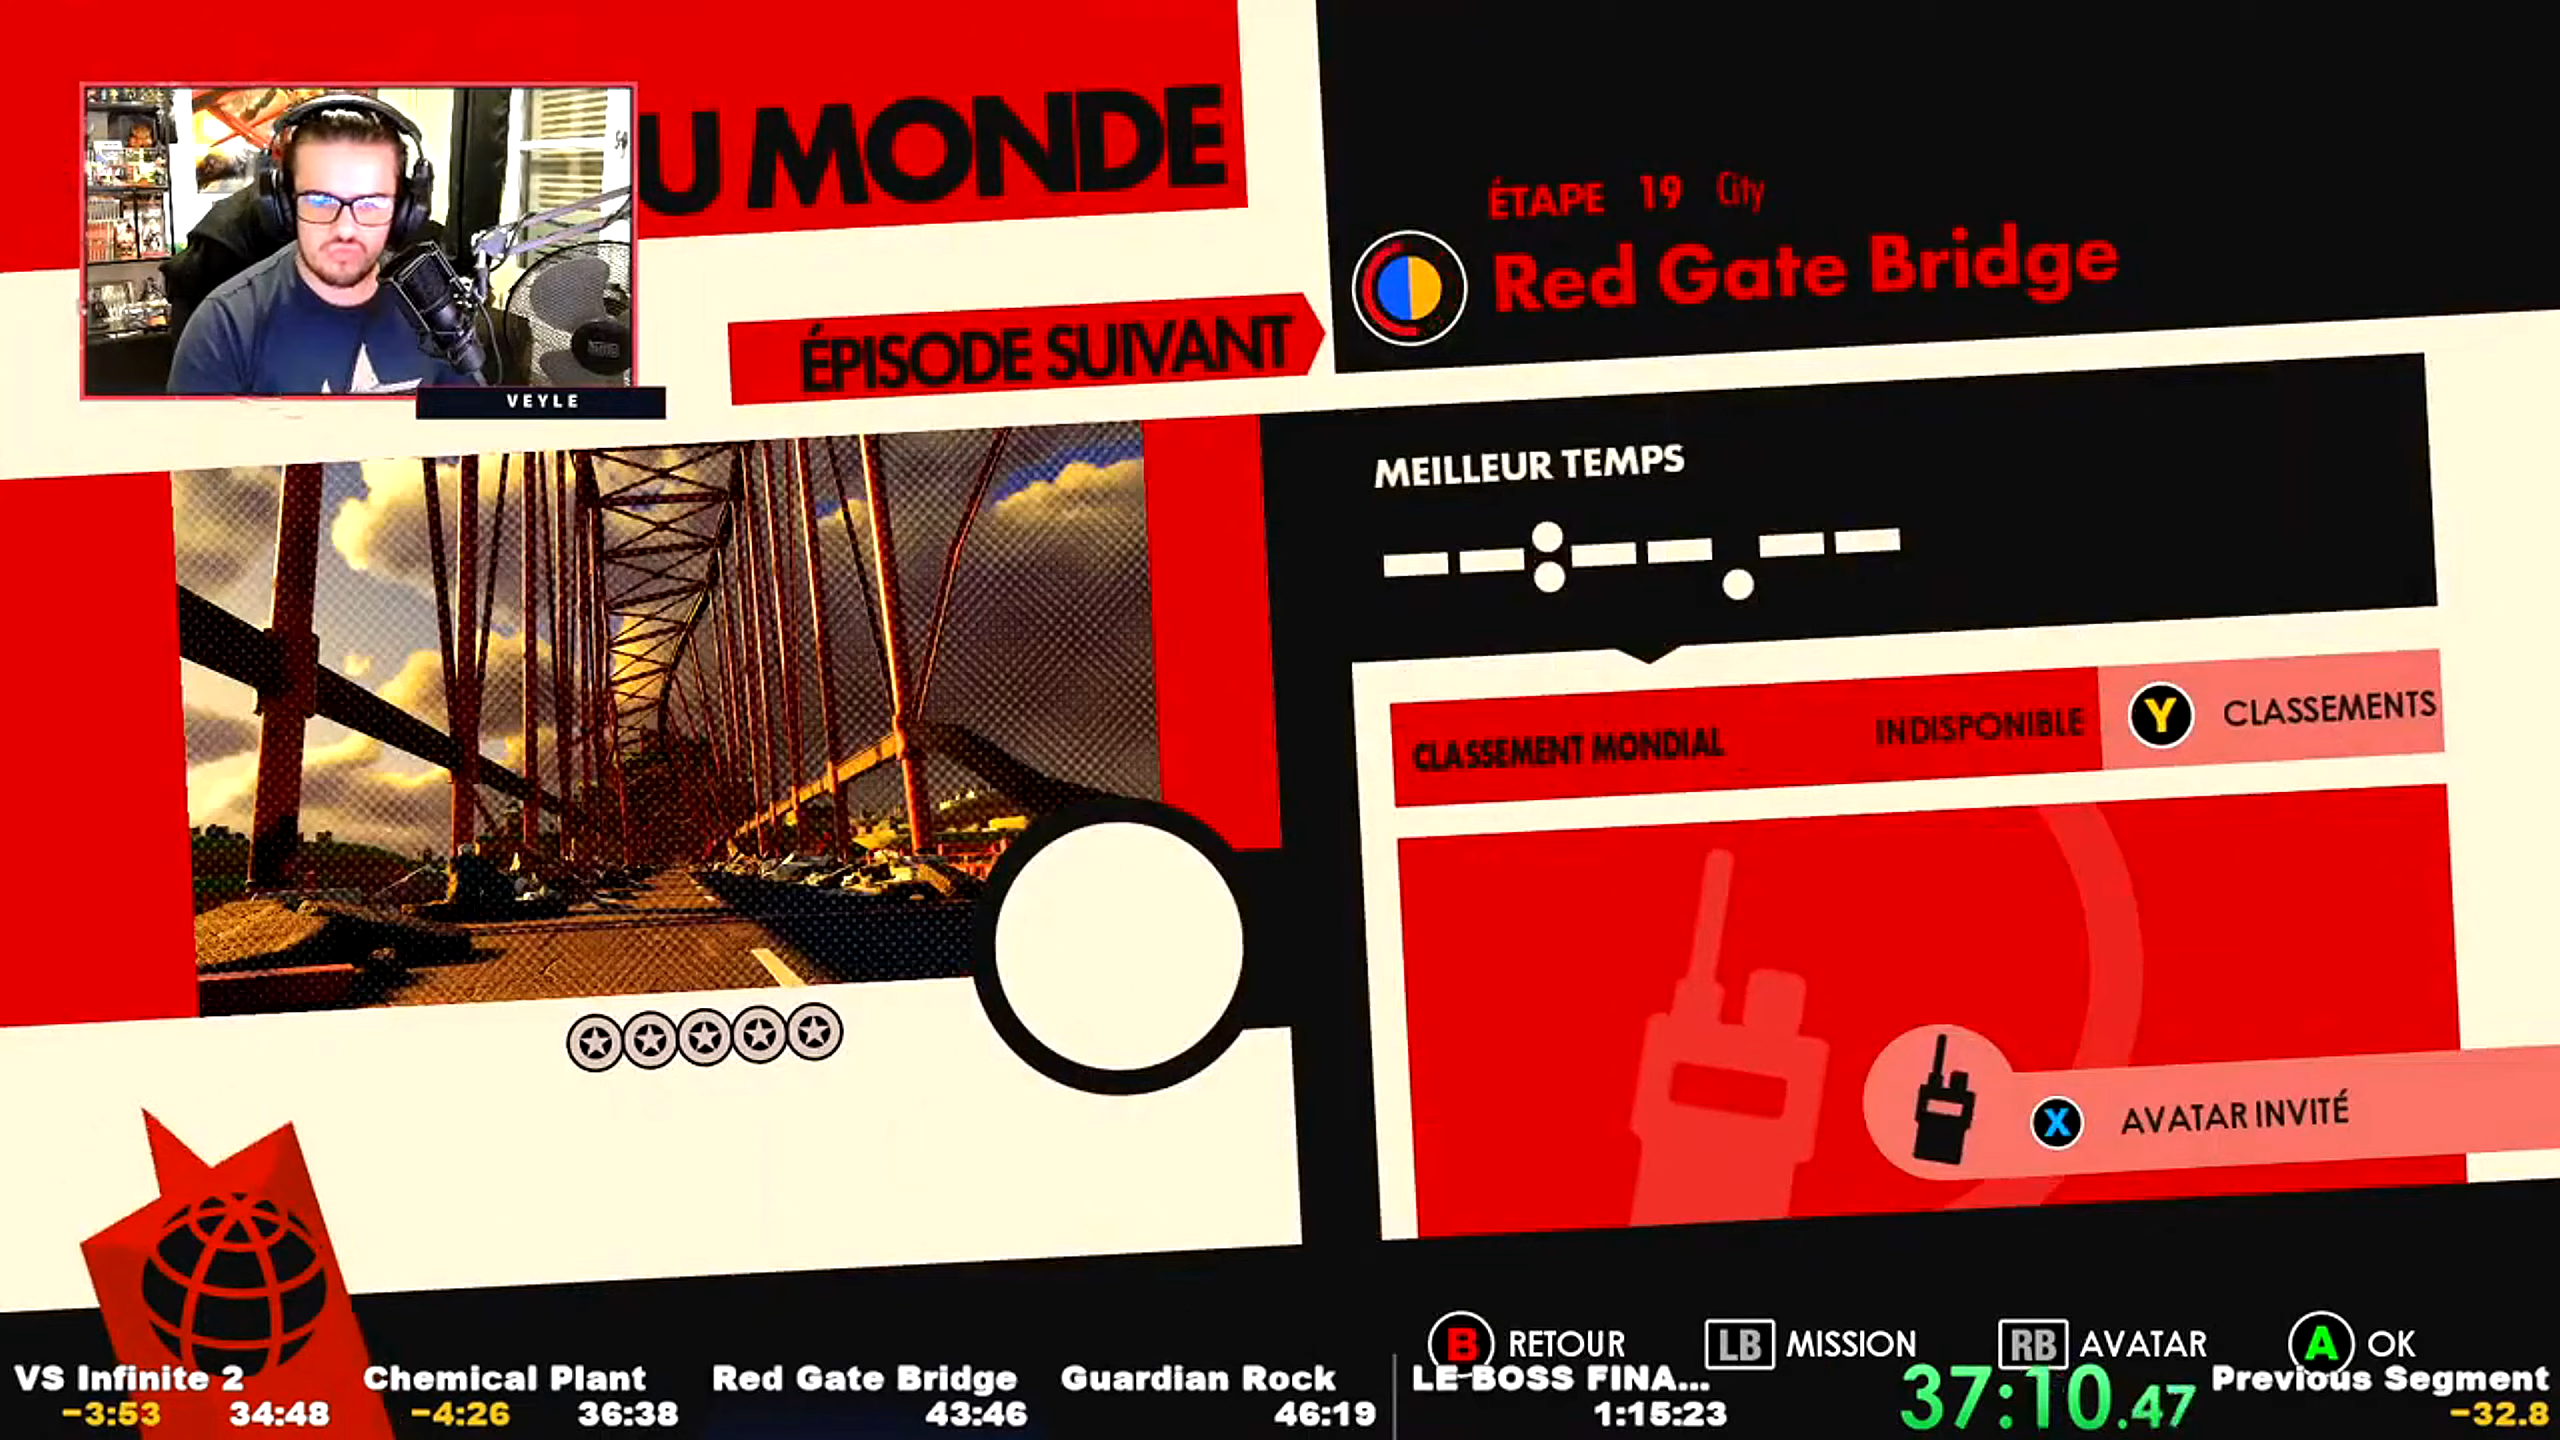 U MONDE
ÉPISODE SUIVANT
VEYLE
ÉTAPE 19 City
Red Gate Bridge
MEILLEUR TEMPS
-- : -- . --
CLASSEMENT MONDIAL INDISPONIBLE
Y CLASSEMENTS
X AVATAR INVITÉ
B RETOUR LB MISSION RB AVATAR A OK
VS Infinite 2 Chemical Plant Red Gate Bridge Guardian Rock LE BOSS FINA... 37:10.47 Previous Segment
-3:53 34:48 -4:26 36:38 43:46 46:19 1:15:23 -32.8